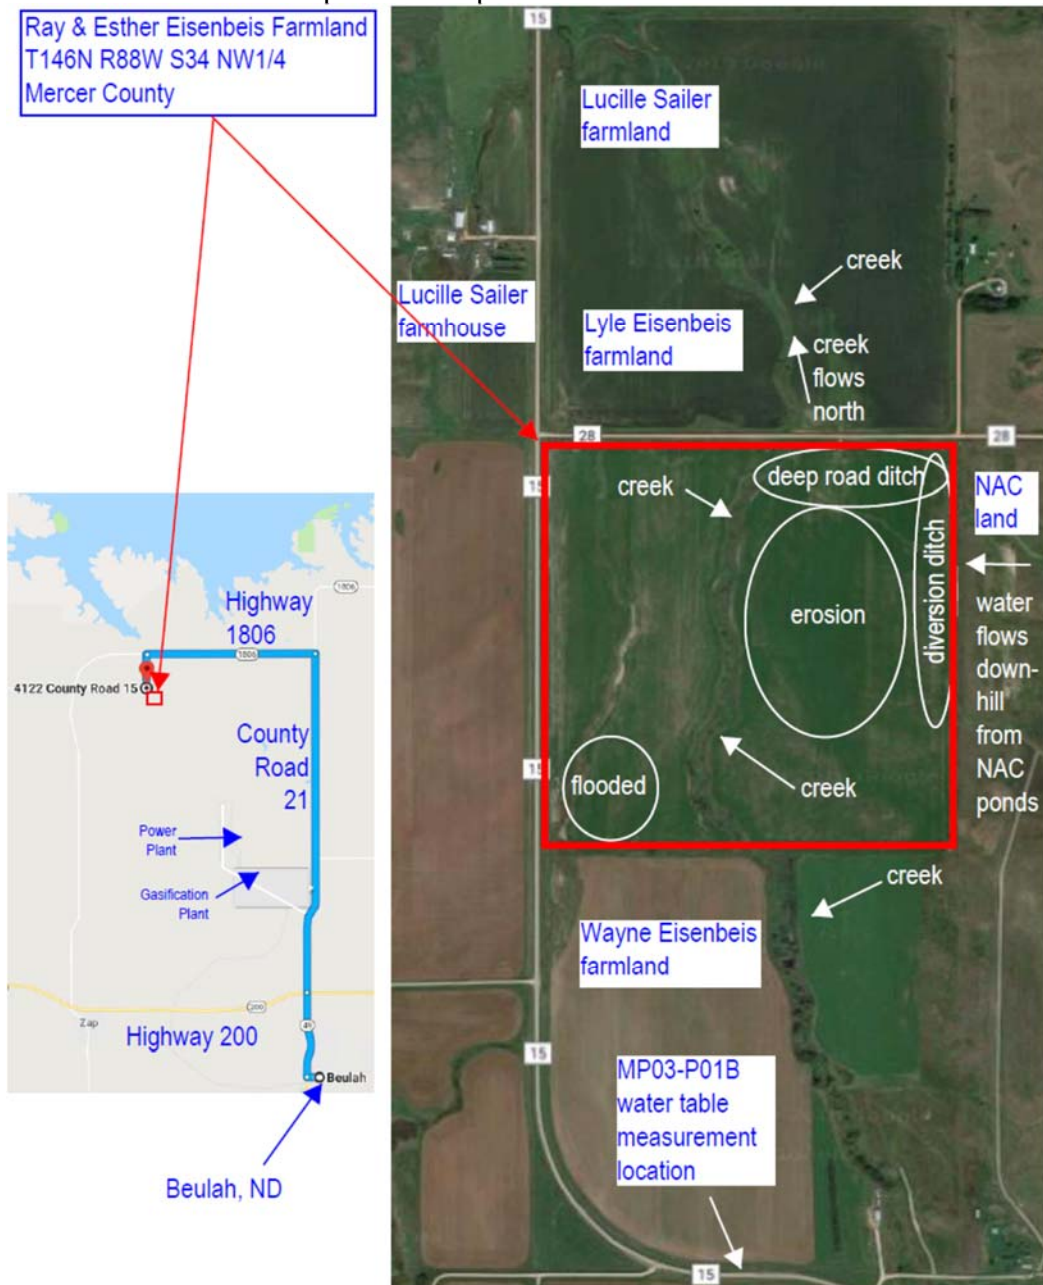 Ray & Esther Eisenbeis Farmland
T146N R88W S34 NW1/4
Mercer County
15
Lucille Sailer
farmland
creek
Lucille Sailer
farmhouse
Lyle Eisenbeis
farmland
creek
flows
north
28
28
15
creek
deep road ditch
NAC
land
diversion ditch
erosion
water
flows
down-
hill
from
NAC
ponds
15
flooded
creek
creek
Wayne Eisenbeis
farmland
15
MP03-P01B
water table
measurement
location
15
1806
Highway
1806
1806
4122 County Road 15
County
Road
21
Power
Plant
Gasification
Plant
200
Zap
Highway 200
49
Beulah
Beulah, ND